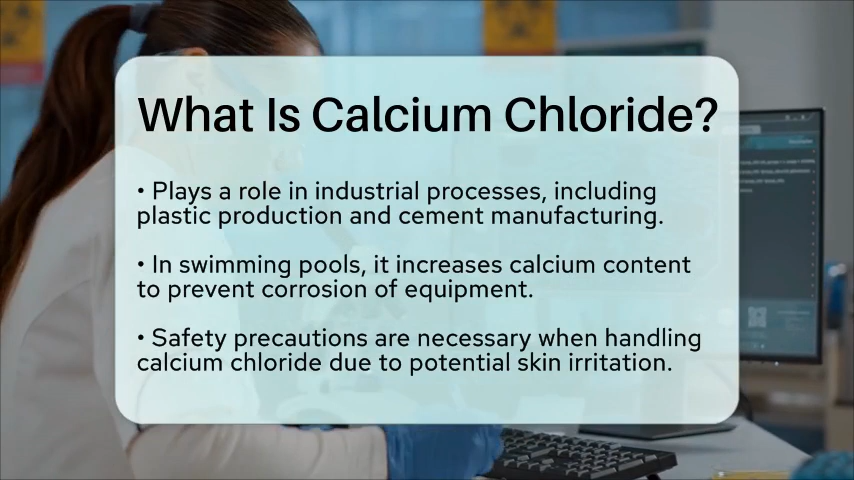 What Is Calcium Chloride?
• Plays a role in industrial processes, including
plastic production and cement manufacturing.
• In swimming pools, it increases calcium content
to prevent corrosion of equipment.
• Safety precautions are necessary when handling
calcium chloride due to potential skin irritation.